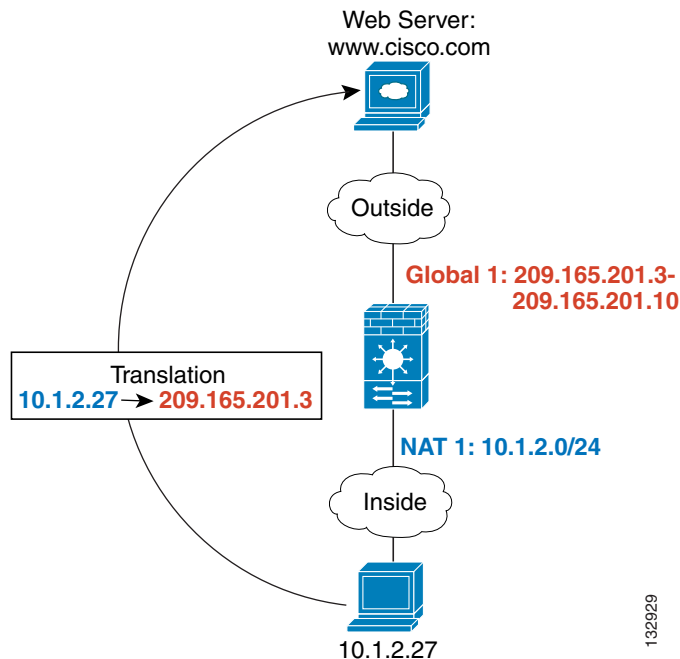 Web Server:
www.cisco.com
Outside
Global 1: 209.165.201.3-
209.165.201.10
Translation
10.1.2.27 209.165.201.3
NAT 1: 10.1.2.0/24
Inside
10.1.2.27
132929